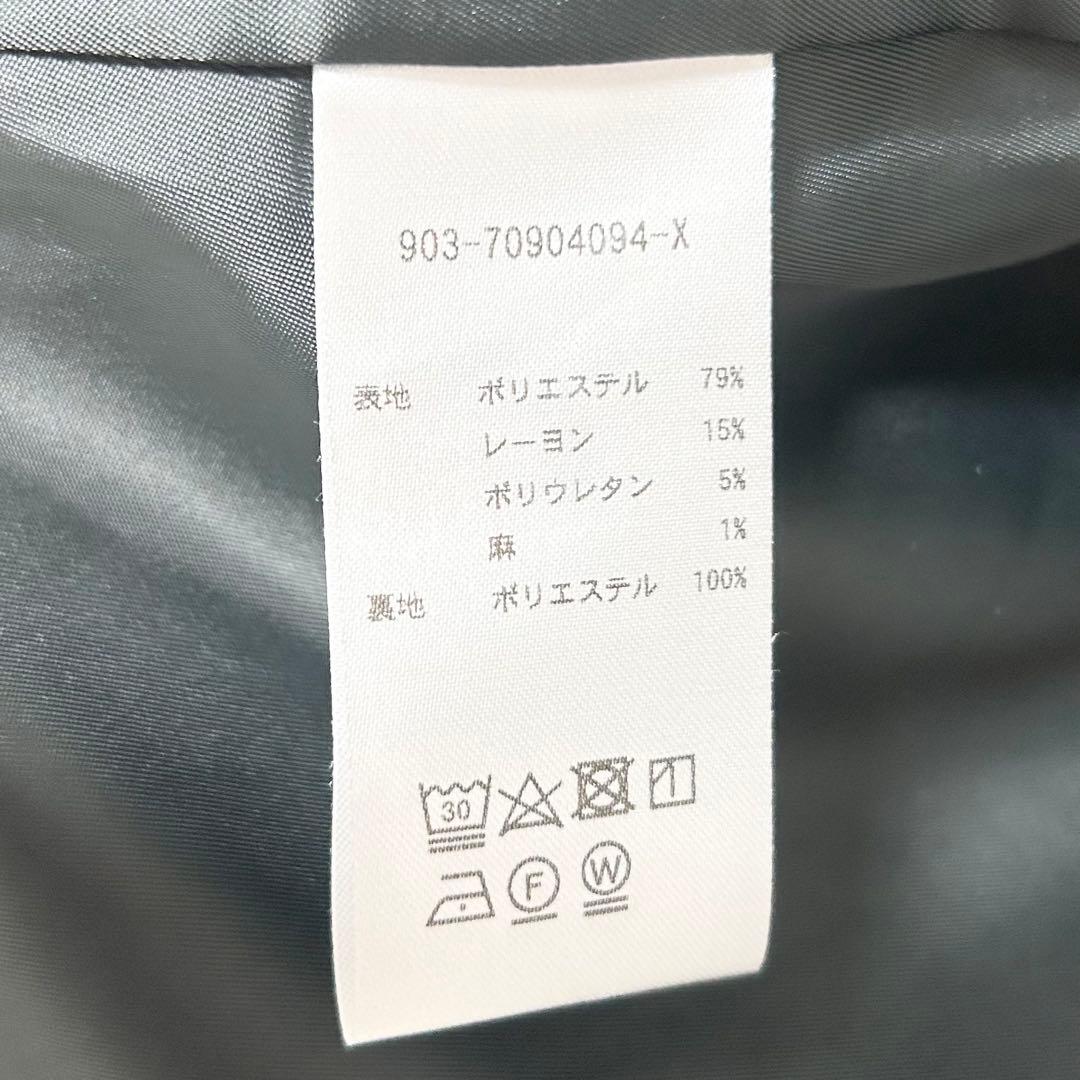 903-70904094-X
表地 ポリエステル 79%
レーヨン 15%
ポリウレタン 5%
麻 1%
裏地 ポリエステル 100%
30
F W